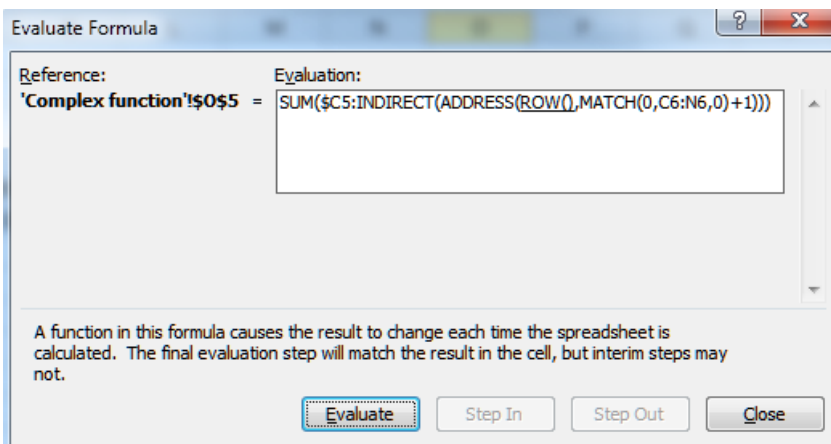 Evaluate Formula
Reference:
Evaluation:
'Complex function'!$O$5 = SUM($C5:INDIRECT(ADDRESS(ROW(),MATCH(0,C6:N6,0)+1)))
A function in this formula causes the result to change each time the spreadsheet is
calculated. The final evaluation step will match the result in the cell, but interim steps may
not.
Evaluate
Step In
Step Out
Close